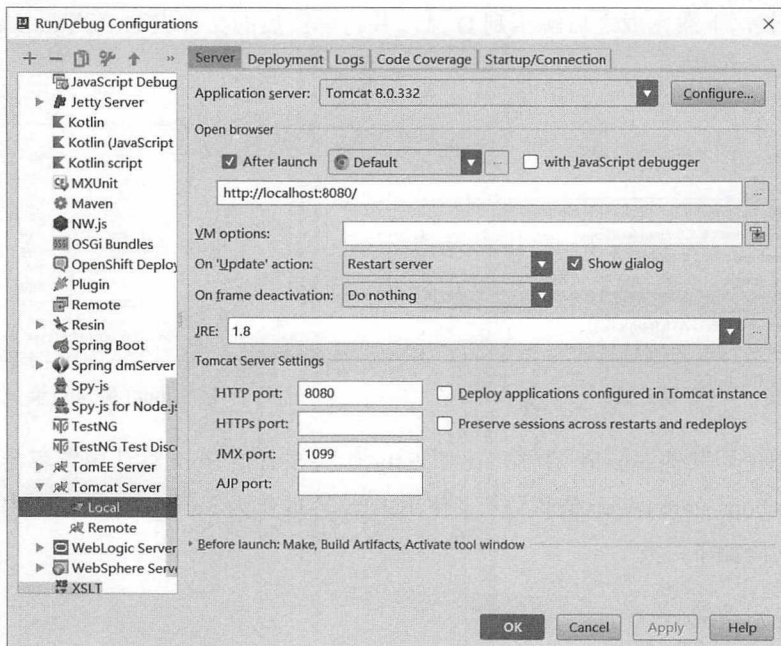 Run/Debug Configurations
JavaScript Debug
Jetty Server
Kotlin
Kotlin (JavaScript
Kotlin script
MXUnit
Maven
NW.js
OSGi Bundles
OpenShift Deploy
Plugin
Remote
Resin
Spring Boot
Spring dmServer
Spy-js
Spy-js for Node.js
TestNG
TestNG Test Disc
TomEE Server
Tomcat Server
Local
Remote
WebLogic Server
WebSphere Serve
XSLT
Server Deployment Logs Code Coverage Startup/Connection
Application server: Tomcat 8.0.332 Configure...
Open browser
After launch Default ... with JavaScript debugger
http://localhost:8080/ ...
VM options:
On 'Update' action: Restart server Show dialog
On frame deactivation: Do nothing
JRE: 1.8 ...
Tomcat Server Settings
HTTP port: 8080 Deploy applications configured in Tomcat instance
HTTPs port: Preserve sessions across restarts and redeploys
JMX port: 1099
AJP port:
Before launch: Make, Build Artifacts, Activate tool window
OK Cancel Apply Help